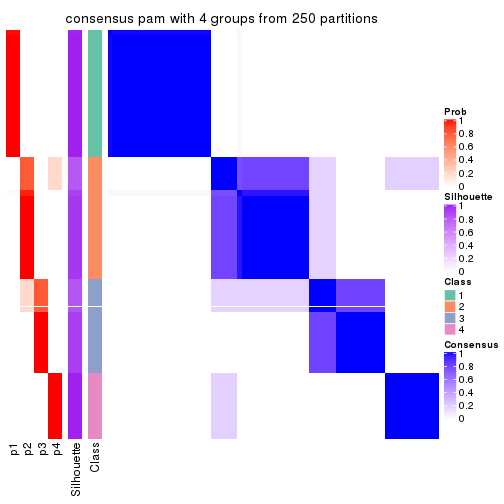 consensus pam with 4 groups from 250 partitions
Prob
1
0.8
0.6
0.4
0.2
0
Silhouette
1
0.8
0.6
0.4
0.2
0
Class
1
2
3
4
Consensus
1
0.8
0.6
0.4
0.2
0
p1
p2
p3
p4
Silhouette
Class